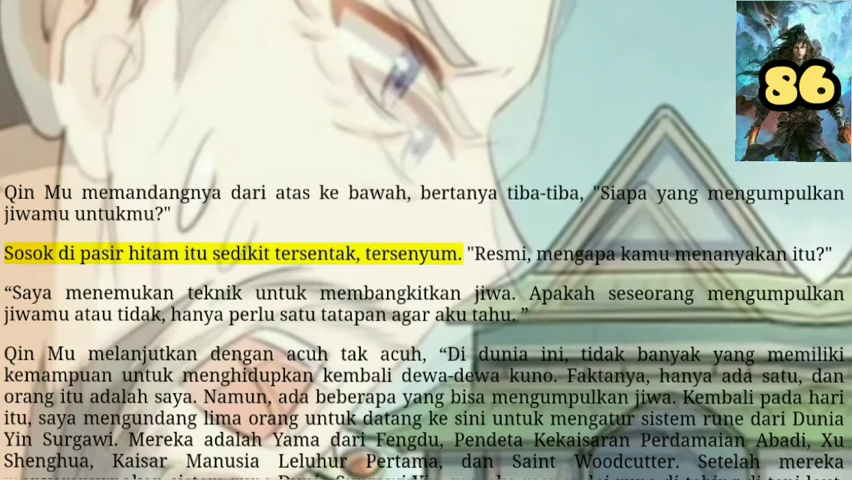 86
Qin Mu memandangnya dari atas ke bawah, bertanya tiba-tiba, "Siapa yang mengumpulkan
jiwamu untukmu?"
Sosok di pasir hitam itu sedikit tersentak, tersenyum. "Resmi, mengapa kamu menanyakan itu?"
“Saya menemukan teknik untuk membangkitkan jiwa. Apakah seseorang mengumpulkan
jiwamu atau tidak, hanya perlu satu tatapan agar aku tahu. ”
Qin Mu melanjutkan dengan acuh tak acuh, “Di dunia ini, tidak banyak yang memiliki
kemampuan untuk menghidupkan kembali dewa-dewa kuno. Faktanya, hanya ada satu, dan
orang itu adalah saya. Namun, ada beberapa yang bisa mengumpulkan jiwa. Kembali pada hari
itu, saya mengundang lima orang untuk datang ke sini untuk mengatur sistem rune dari Dunia
Yin Surgawi. Mereka adalah Yama dari Fengdu, Pendeta Kekaisaran Perdamaian Abadi, Xu
Shenghua, Kaisar Manusia Leluhur Pertama, dan Saint Woodcutter. Setelah mereka